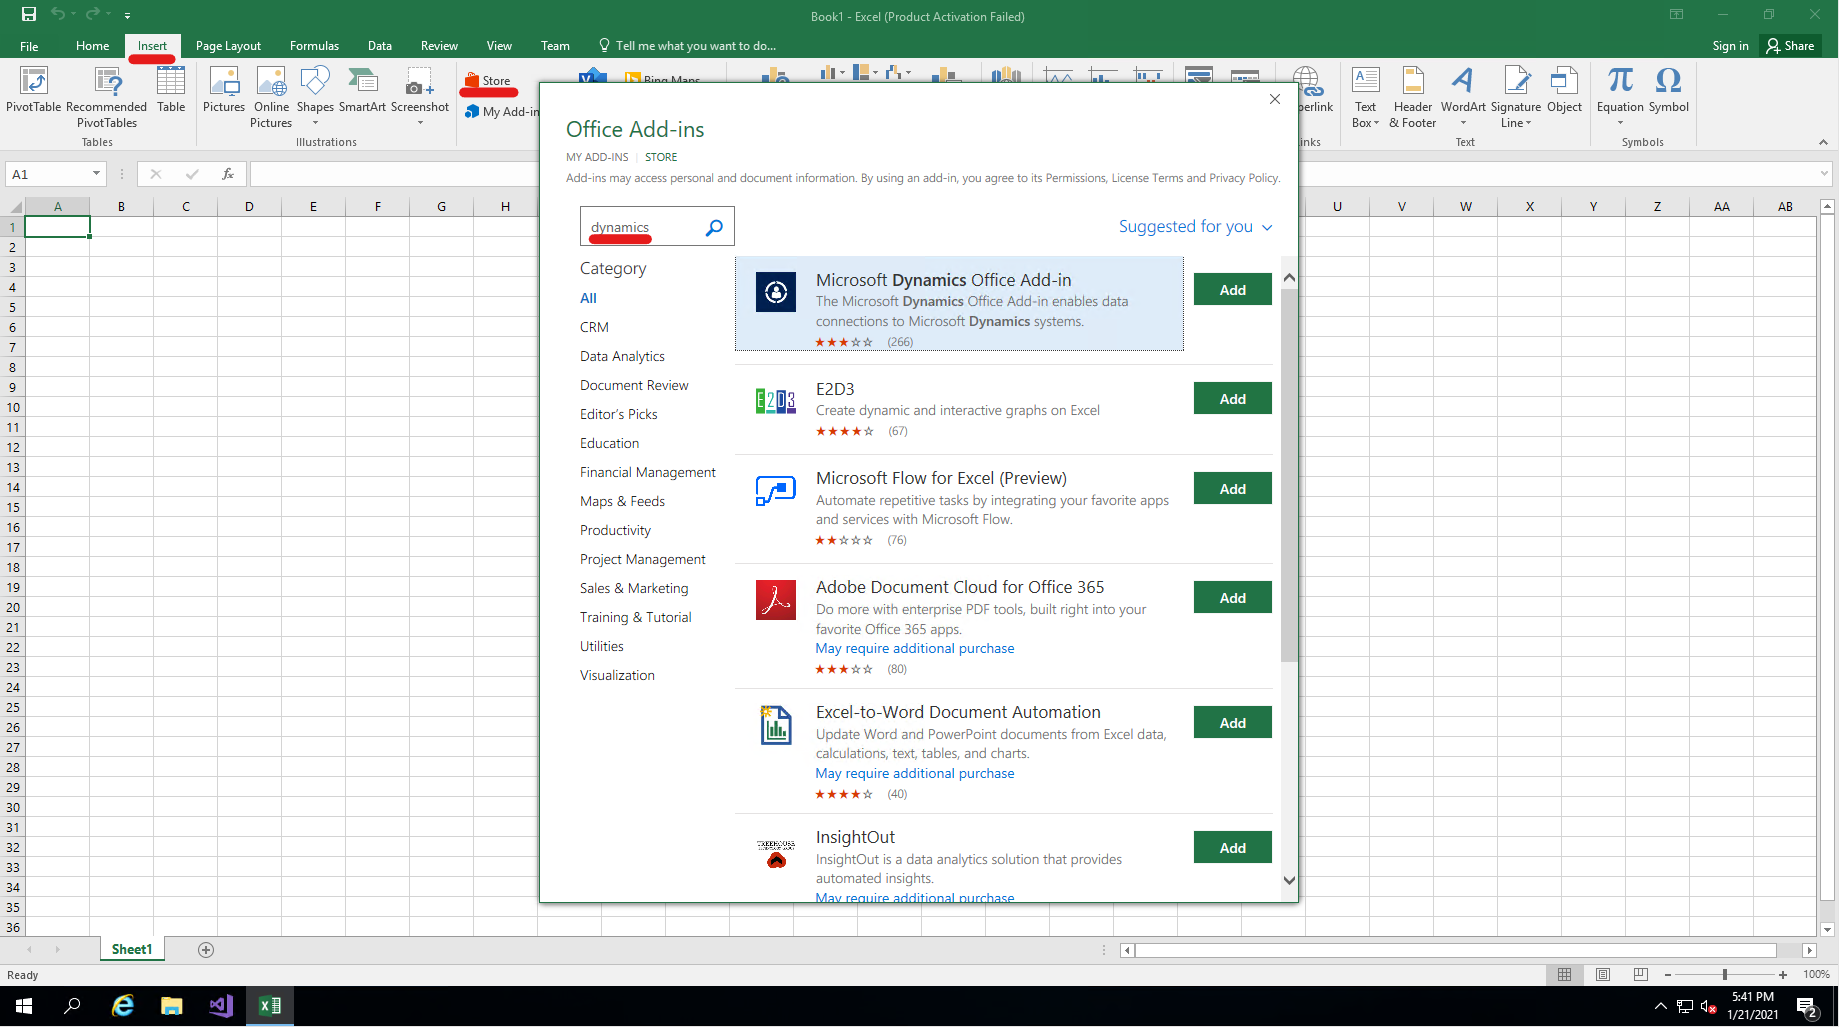 Book1 - Excel (Product Activation Failed)
File Home Insert Page Layout Formulas Data Review View Team Tell me what you want to do... Sign in Share
PivotTable Recommended PivotTables Table
Tables
Pictures Online Pictures Shapes SmartArt Screenshot
Illustrations
Store
My Add-in
Bing Maps
Text Box Header & Footer WordArt Signature Line Object
Text
Equation Symbol
Symbols
A1
fx
A B C D E F G H U V W X Y Z AA AB
1
2
3
4
5
6
7
8
9
10
11
12
13
14
15
16
17
18
19
20
21
22
23
24
25
26
27
28
29
30
31
32
33
34
35
36
Office Add-ins
MY ADD-INS | STORE
Add-ins may access personal and document information. By using an add-in, you agree to its Permissions, License Terms and Privacy Policy.
dynamics
Suggested for you
Category
All
CRM
Data Analytics
Document Review
Editor's Picks
Education
Financial Management
Maps & Feeds
Productivity
Project Management
Sales & Marketing
Training & Tutorial
Utilities
Visualization
Microsoft Dynamics Office Add-in
The Microsoft Dynamics Office Add-in enables data
connections to Microsoft Dynamics systems.
(266)
Add
E2D3
E2D3
Create dynamic and interactive graphs on Excel
(67)
Add
Microsoft Flow for Excel (Preview)
Automate repetitive tasks by integrating your favorite apps
and services with Microsoft Flow.
(76)
Add
Adobe Document Cloud for Office 365
Do more with enterprise PDF tools, built right into your
favorite Office 365 apps.
May require additional purchase
(80)
Add
Excel-to-Word Document Automation
Update Word and PowerPoint documents from Excel data,
calculations, text, tables, and charts.
May require additional purchase
(40)
Add
TREEHOUSE
InsightOut
InsightOut is a data analytics solution that provides
automated insights.
May require additional purchase
Add
Sheet1
Ready
100%
5:41 PM
1/21/2021
2